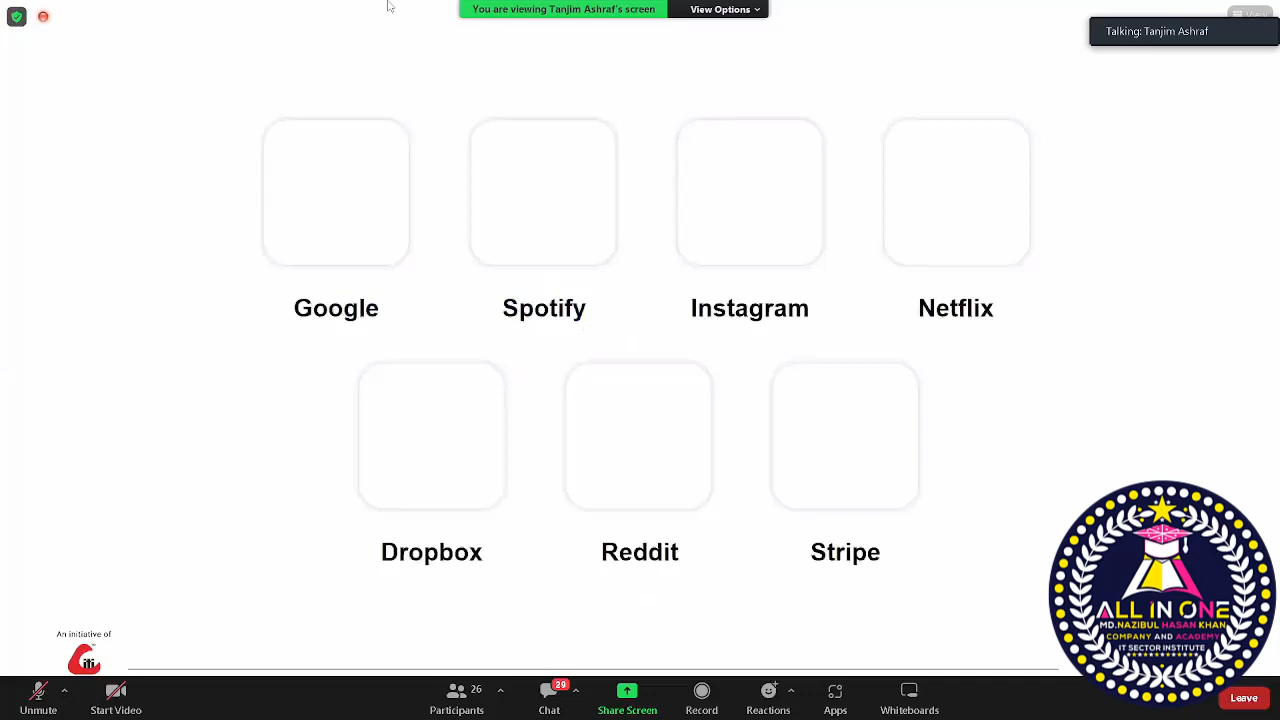 You are viewing Tanjim Ashraf's screen
View Options
View
Talking: Tanjim Ashraf
Google
Spotify
Instagram
Netflix
Dropbox
Reddit
Stripe
An initiative of
ALL IN ONE
MD.NAZIBUL HASAN KHAN
COMPANY AND ACADEMY
IT SECTOR INSTITUTE
Unmute
Start Video
26
Participants
29
Chat
Share Screen
Record
Reactions
Apps
Whiteboards
Leave